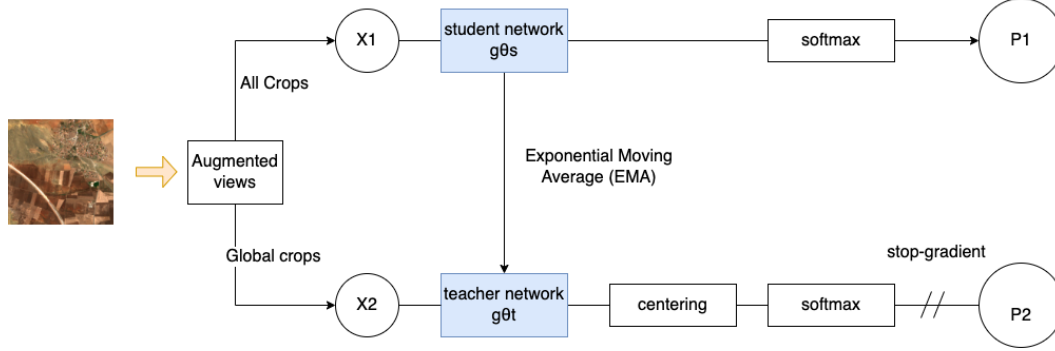 X1
student network
gθs
softmax
P1
All Crops
Augmented
views
Exponential Moving
Average (EMA)
Global crops
stop-gradient
X2
teacher network
gθt
centering
softmax
P2